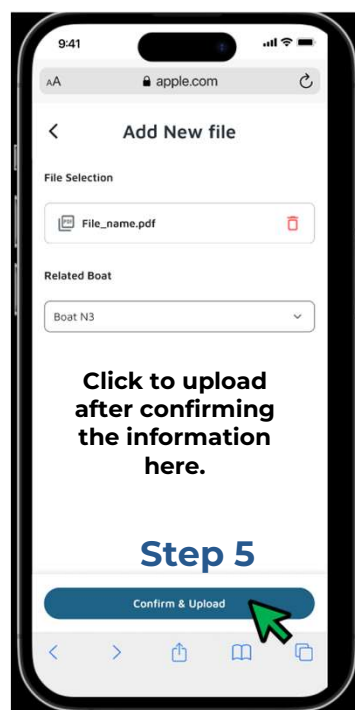 9:41
AA apple.com
Add New file
File Selection
PDF File_name.pdf
Related Boat
Boat N3
Click to upload
after confirming
the information
here.
Step 5
Confirm & Upload